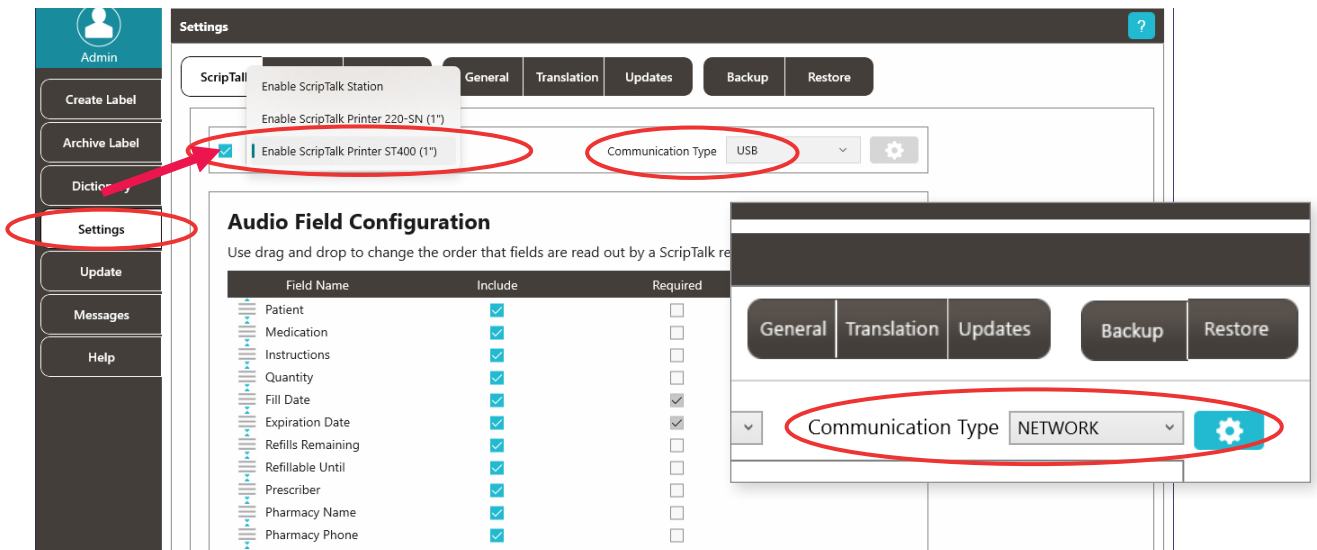 Settings
?
Admin
ScripTal
General
Translation
Updates
Backup
Restore
Enable ScripTalk Station
Enable ScripTalk Printer 220-SN (1")
Enable ScripTalk Printer ST400 (1")
Communication Type
USB
Create Label
Archive Label
Settings
Update
Messages
Help
Audio Field Configuration
Use drag and drop to change the order that fields are read out by a ScripTalk re
Field Name Include Required
Patient
Medication
Instructions
Quantity
Fill Date
Expiration Date
Refills Remaining
Refillable Until
Prescriber
Pharmacy Name
Pharmacy Phone
General
Translation
Updates
Backup
Restore
Communication Type
NETWORK